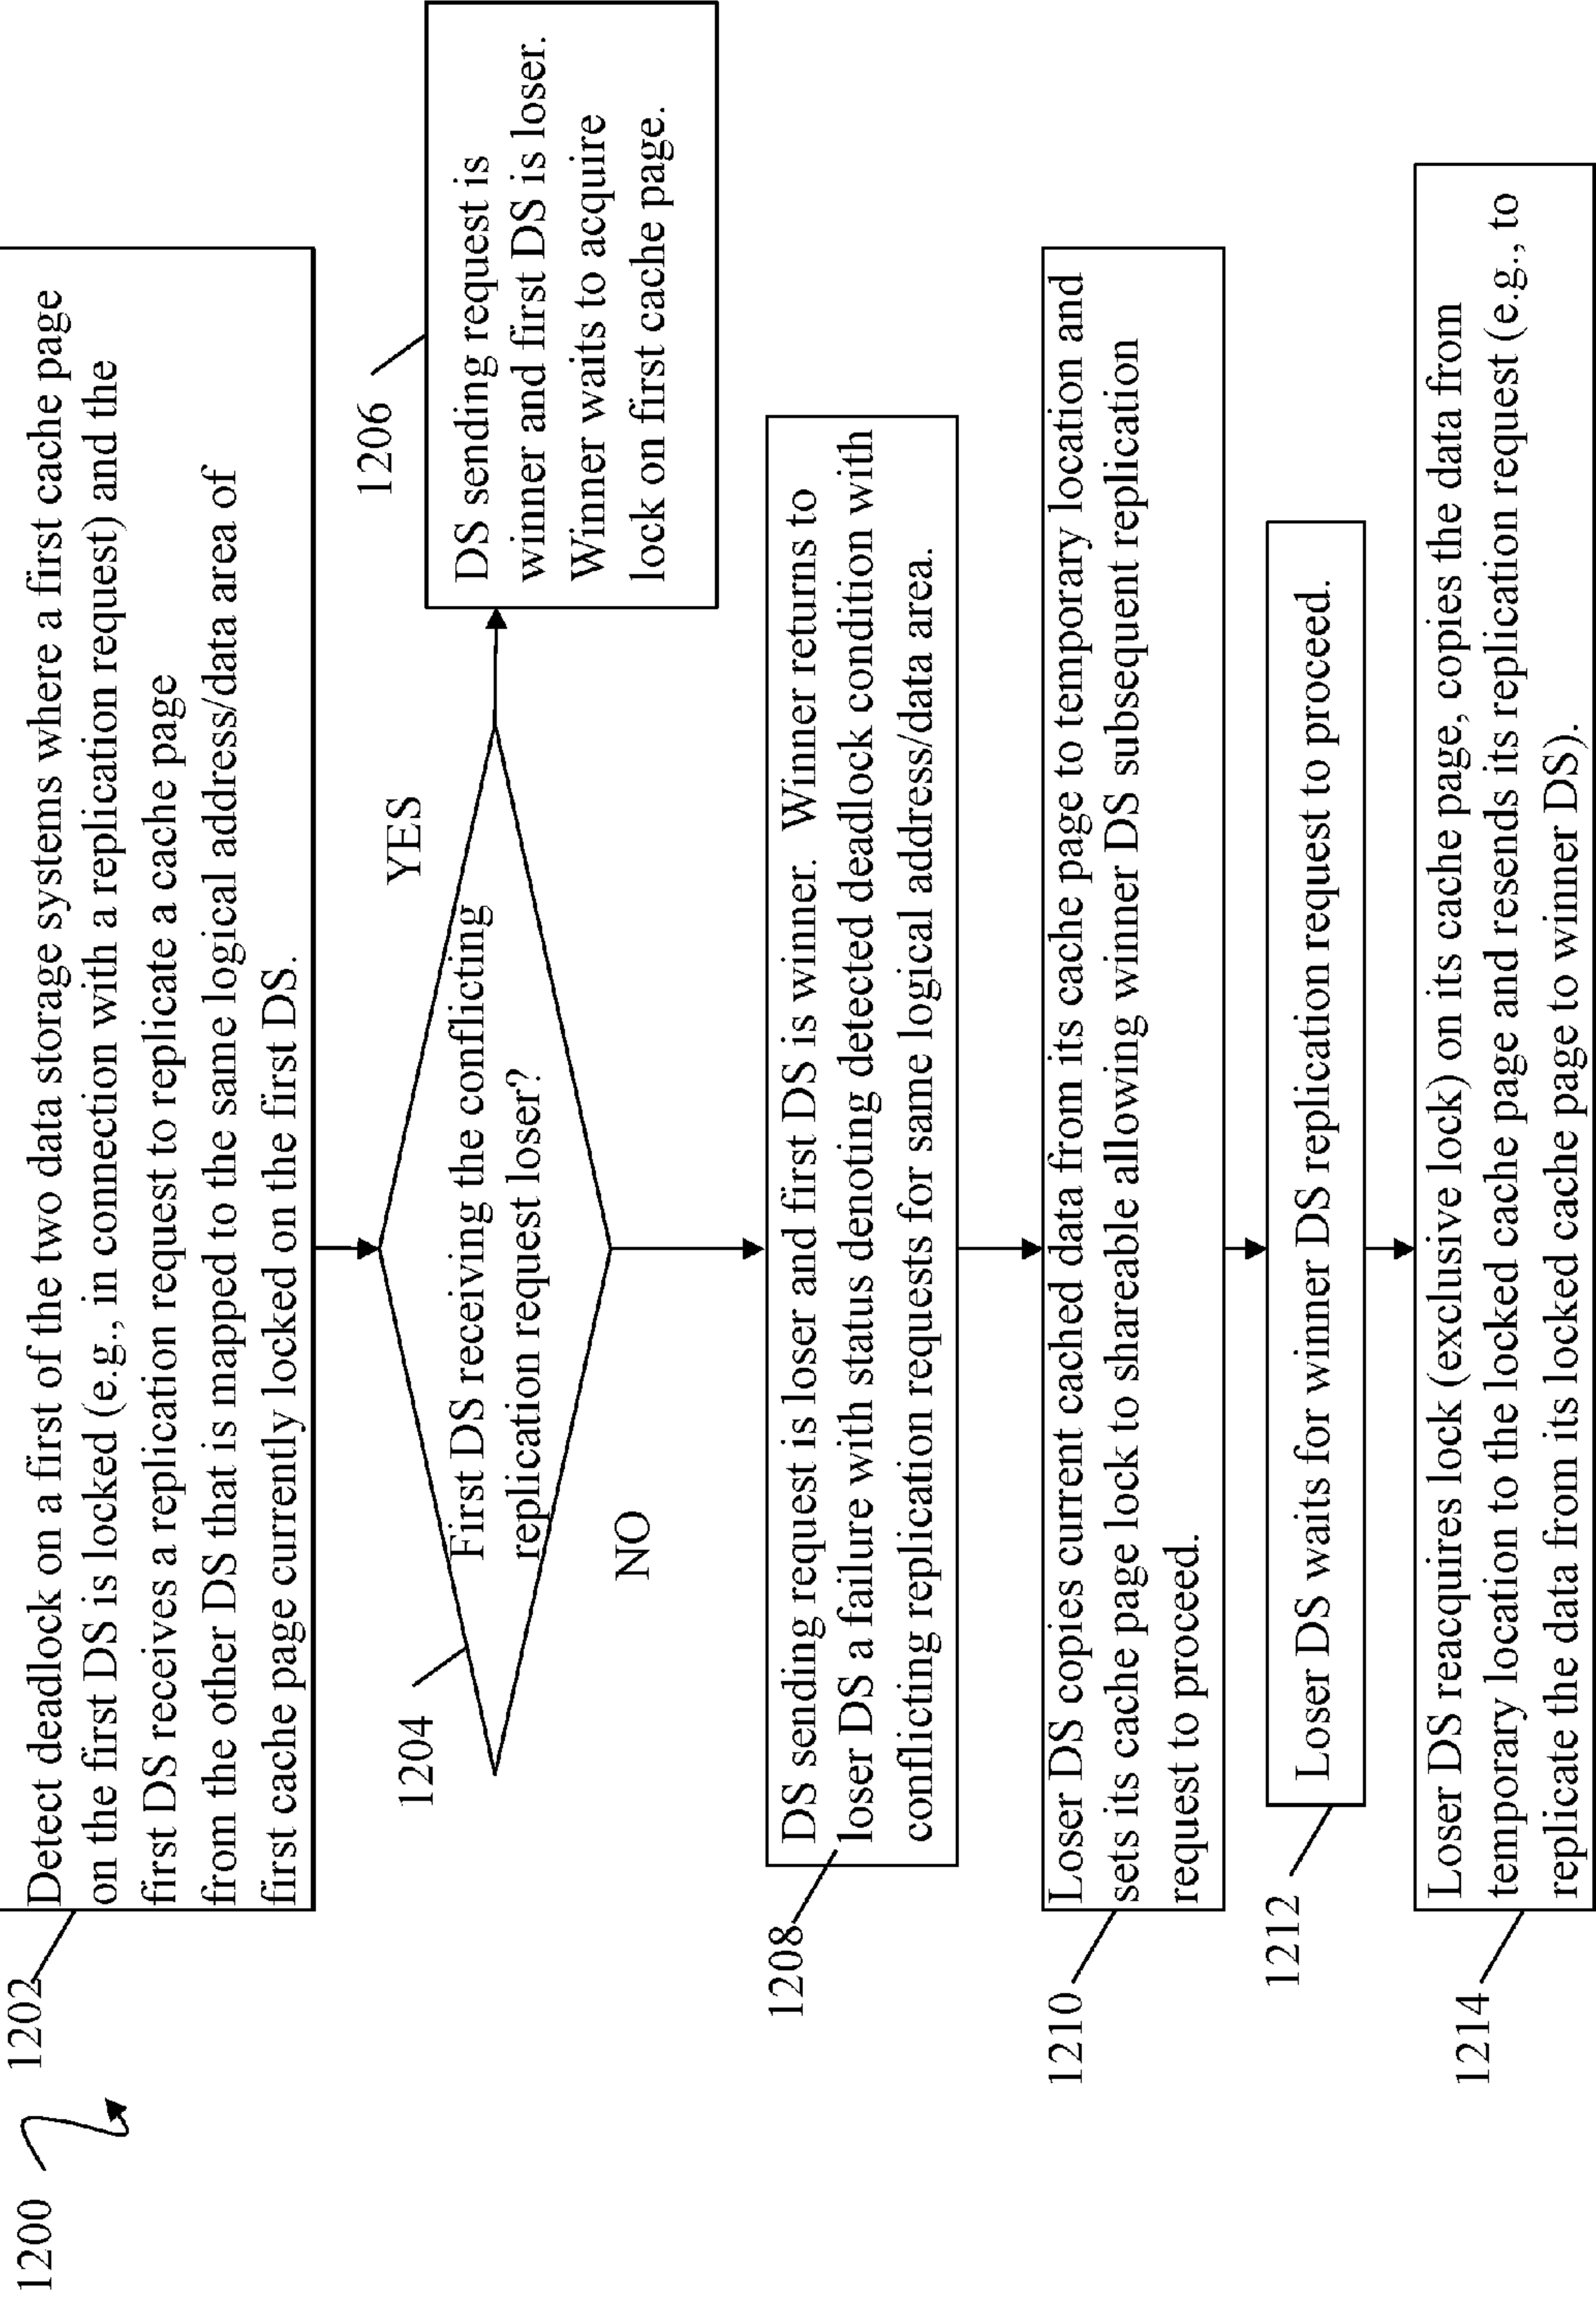 1200
1202
Detect deadlock on a first of the two data storage systems where a first cache page
on the first DS is locked (e.g., in connection with a replication request) and the
first DS receives a replication request to replicate a cache page
from the other DS that is mapped to the same logical address/data area of
first cache page currently locked on the first DS.
1204
First DS receiving the conflicting
replication request loser?
YES
1206
DS sending request is
winner and first DS is loser.
Winner waits to acquire
lock on first cache page.
NO
1208
DS sending request is loser and first DS is winner.  Winner returns to
loser DS a failure with status denoting detected deadlock condition with
conflicting replication requests for same logical address/data area.
1210
Loser DS copies current cached data from its cache page to temporary location and
sets its cache page lock to shareable allowing winner DS subsequent replication
request to proceed.
1212
Loser DS waits for winner DS replication request to proceed.
1214
Loser DS reacquires lock (exclusive lock) on its cache page, copies the data from
temporary location to the locked cache page and resends its replication request (e.g., to
replicate the data from its locked cache page to winner DS).